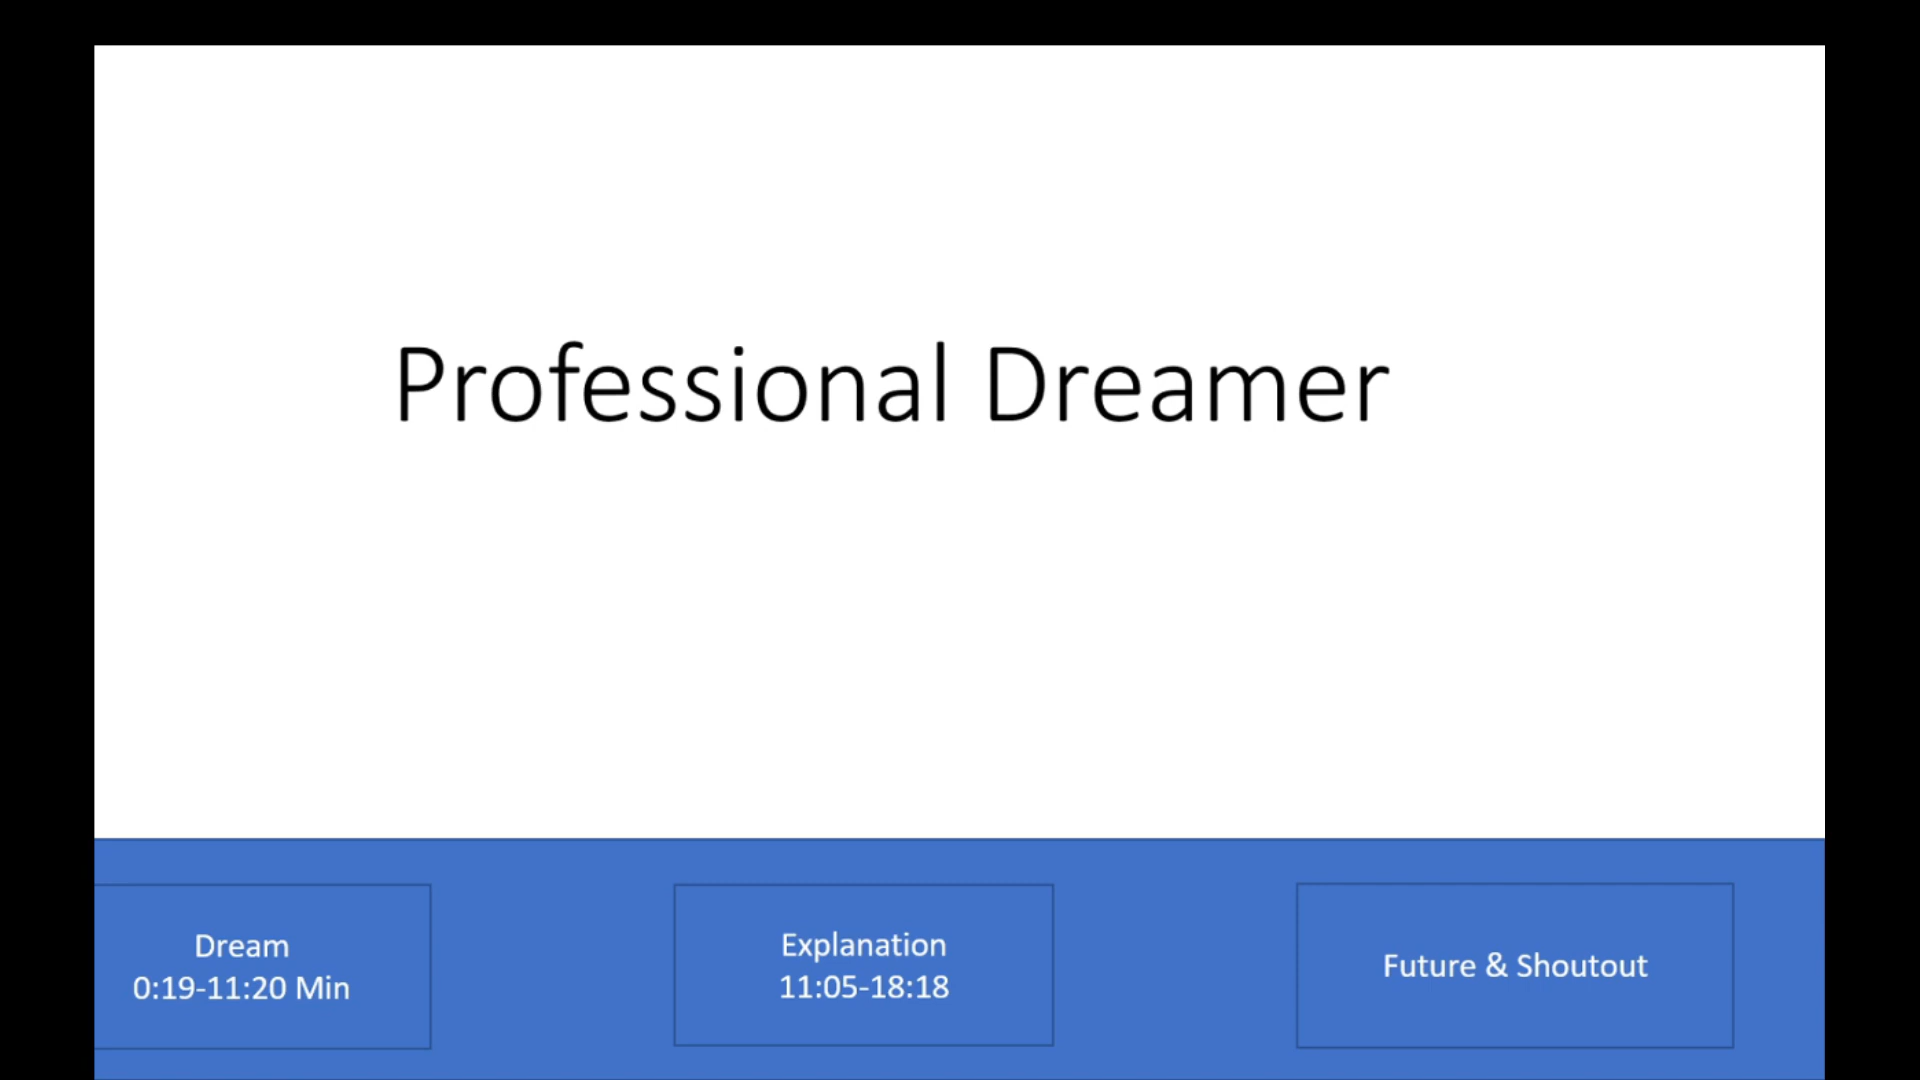 Professional Dreamer
Dream
0:19-11:20 Min
Explanation
11:05-18:18
Future & Shoutout